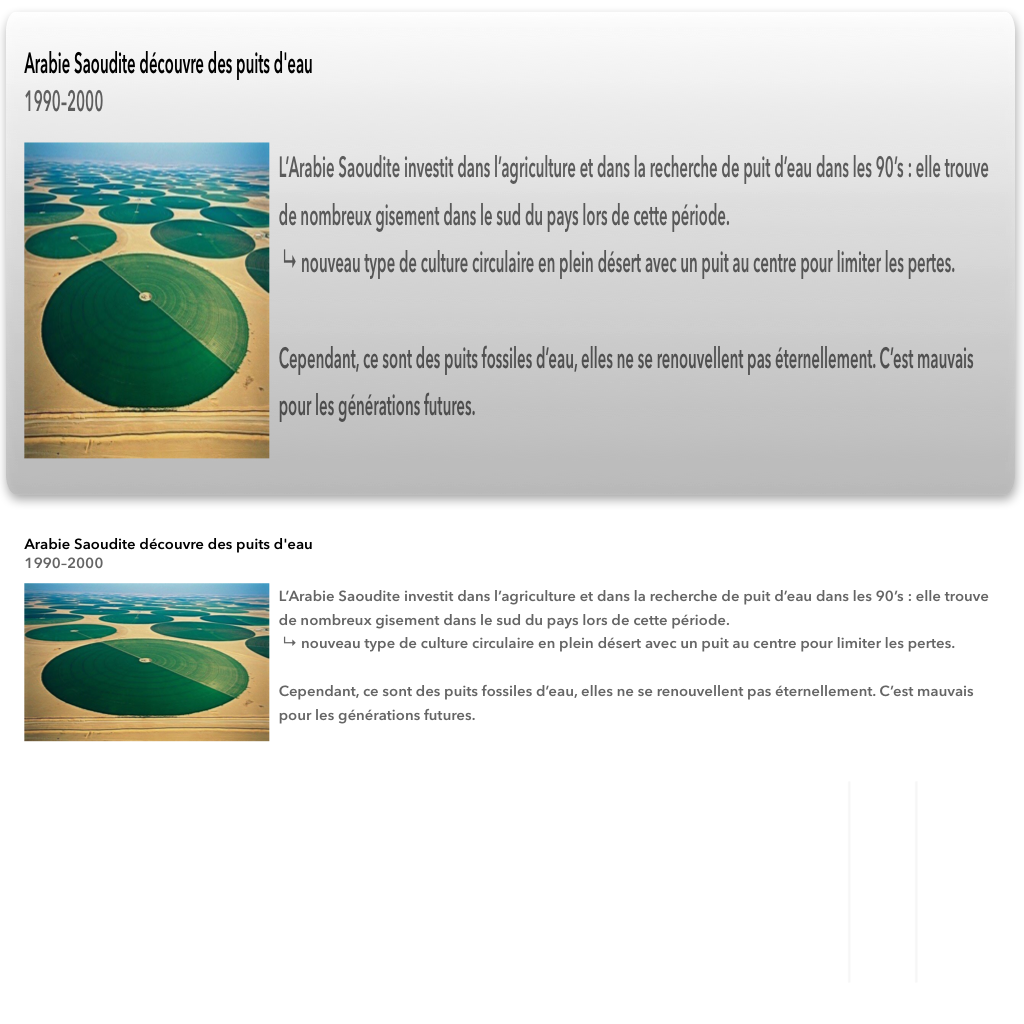 Arabie Saoudite découvre des puits d'eau
1990-2000
L’Arabie Saoudite investit dans l’agriculture et dans la recherche de puit d’eau dans les 90’s : elle trouve
de nombreux gisement dans le sud du pays lors de cette période.
↳ nouveau type de culture circulaire en plein désert avec un puit au centre pour limiter les pertes.
Cependant, ce sont des puits fossiles d’eau, elles ne se renouvellent pas éternellement. C’est mauvais
pour les générations futures.
Arabie Saoudite découvre des puits d'eau
1990-2000
L’Arabie Saoudite investit dans l’agriculture et dans la recherche de puit d’eau dans les 90’s : elle trouve
de nombreux gisement dans le sud du pays lors de cette période.
↳ nouveau type de culture circulaire en plein désert avec un puit au centre pour limiter les pertes.
Cependant, ce sont des puits fossiles d’eau, elles ne se renouvellent pas éternellement. C’est mauvais
pour les générations futures.